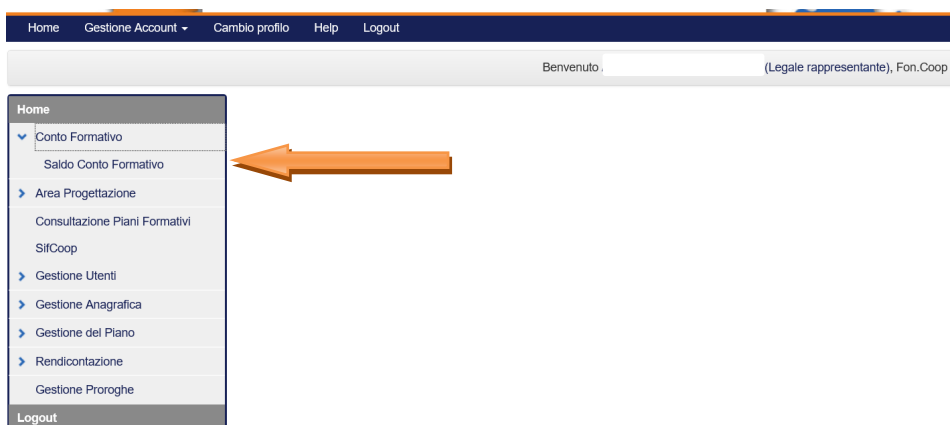 Home Gestione Account Cambio profilo Help Logout
Benvenuto (Legale rappresentante), Fon.Coop
Home
Conto Formativo
Saldo Conto Formativo
Area Progettazione
Consultazione Piani Formativi
SifCoop
Gestione Utenti
Gestione Anagrafica
Gestione del Piano
Rendicontazione
Gestione Proroghe
Logout